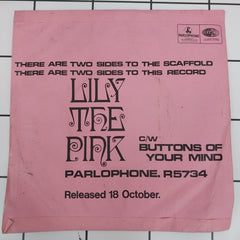 Parlophone
THERE ARE TWO SIDES TO THE SCAFFOLD
THERE ARE TWO SIDES TO THIS RECORD
LILY
THE
PINK
C/W
BUTTONS OF
YOUR MIND
PARLOPHONE, R5734
Released 18 October.